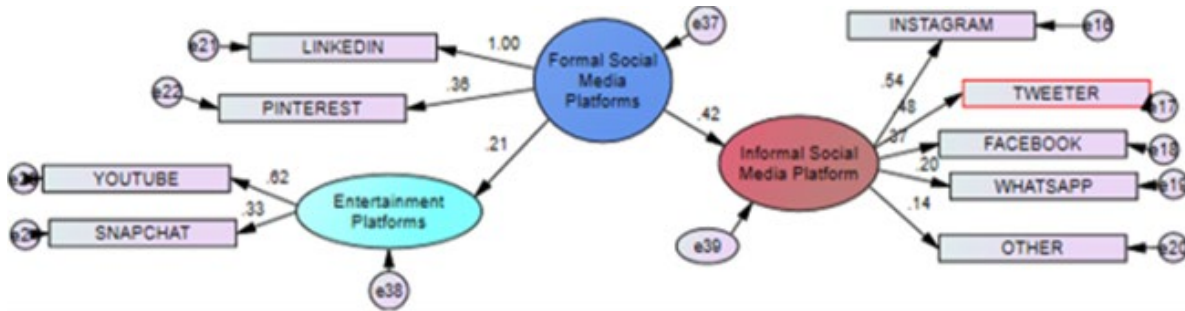 INSTAGRAM
e16
e37
e21
LINKEDIN
1.00
Formal Social
Media
Platforms
.54
e22
.36
PINTEREST
.42
.48
TWEETER
e17
.37
FACEBOOK
e18
.21
Informal Social
Media Platform
.20
WHATSAPP
e19
YOUTUBE
.62
Entertainment
Platforms
.14
SNAPCHAT
.33
e39
OTHER
e20
e38